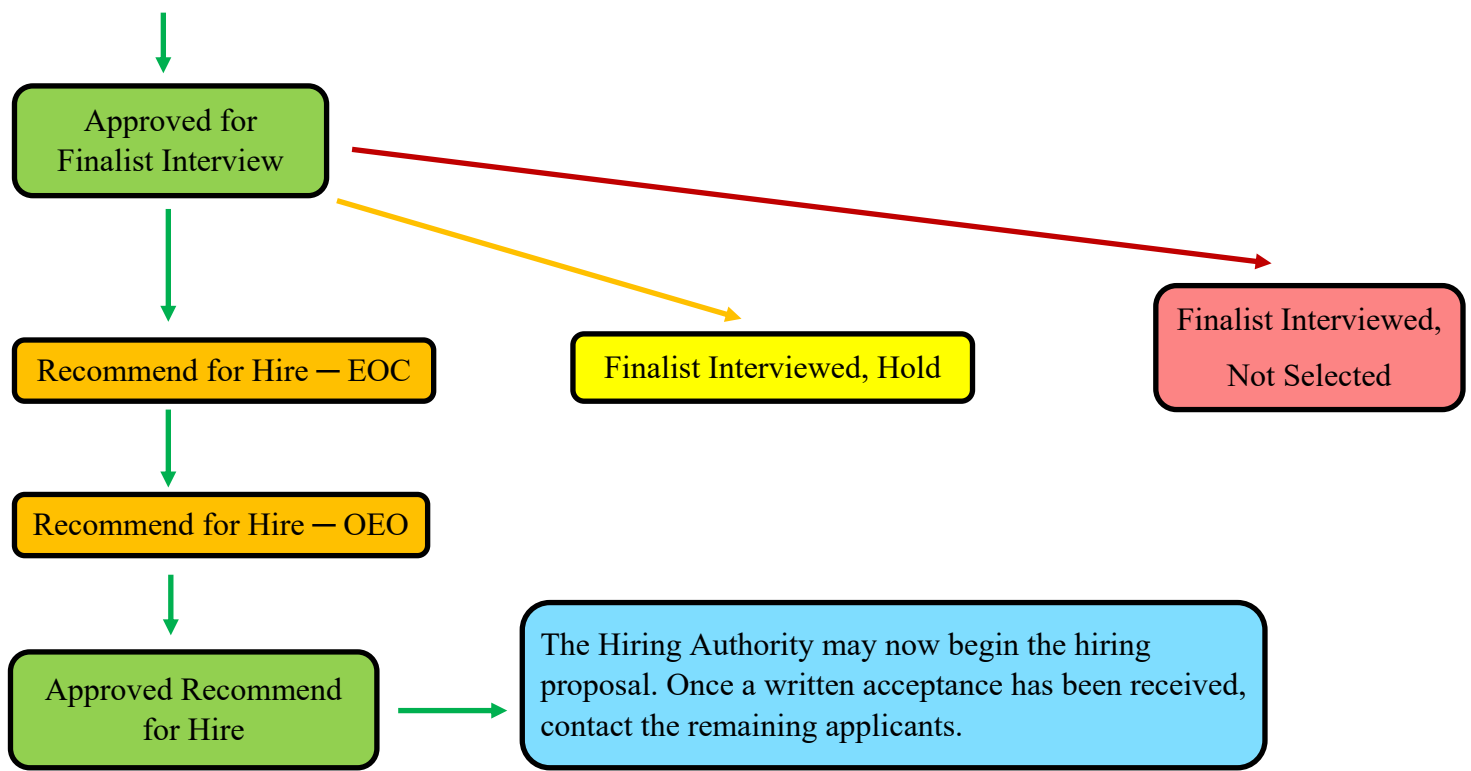 Approved for
Finalist Interview
Recommend for Hire ─ EOC
Finalist Interviewed, Hold
Finalist Interviewed,
Not Selected
Recommend for Hire ─ OEO
Approved Recommend
for Hire
The Hiring Authority may now begin the hiring
proposal. Once a written acceptance has been received,
contact the remaining applicants.